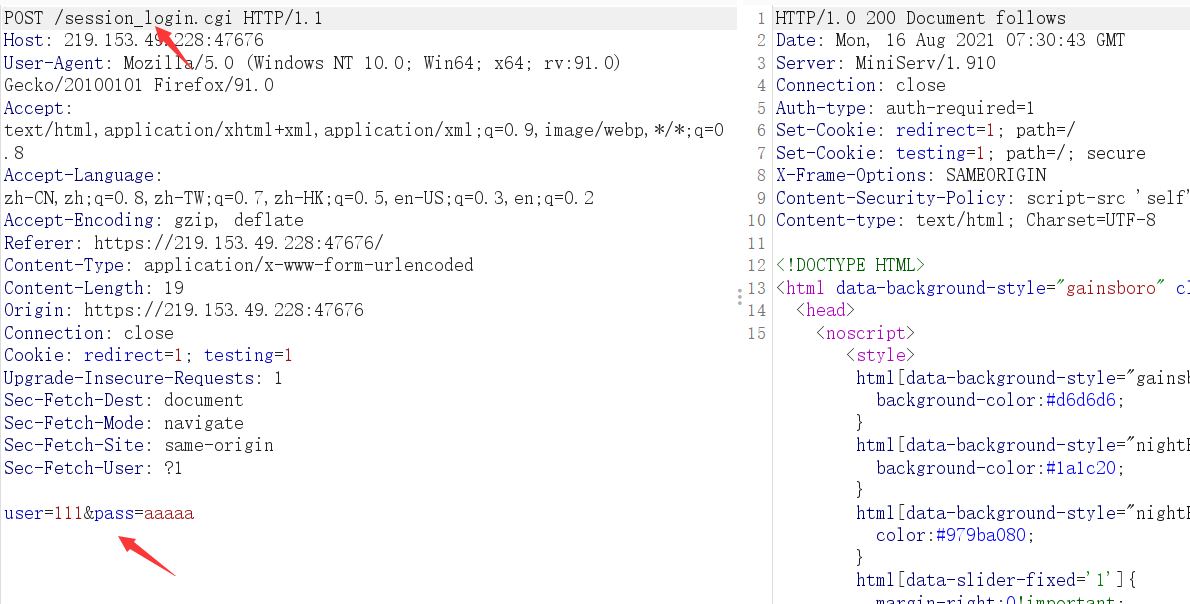 POST /session_login.cgi HTTP/1.1
Host: 219.153.49.228:47676
User-Agent: Mozilla/5.0 (Windows NT 10.0; Win64; x64; rv:91.0)
Gecko/20100101 Firefox/91.0
Accept:
text/html,application/xhtml+xml,application/xml;q=0.9,image/webp,*/*;q=0
.8
Accept-Language:
zh-CN,zh;q=0.8,zh-TW;q=0.7,zh-HK;q=0.5,en-US;q=0.3,en;q=0.2
Accept-Encoding: gzip, deflate
Referer: https://219.153.49.228:47676/
Content-Type: application/x-www-form-urlencoded
Content-Length: 19
Origin: https://219.153.49.228:47676
Connection: close
Cookie: redirect=1; testing=1
Upgrade-Insecure-Requests: 1
Sec-Fetch-Dest: document
Sec-Fetch-Mode: navigate
Sec-Fetch-Site: same-origin
Sec-Fetch-User: ?1
user=111&pass=aaaaa
1 HTTP/1.0 200 Document follows
2 Date: Mon, 16 Aug 2021 07:30:43 GMT
3 Server: MiniServ/1.910
4 Connection: close
5 Auth-type: auth-required=1
6 Set-Cookie: redirect=1; path=/
7 Set-Cookie: testing=1; path=/; secure
8 X-Frame-Options: SAMEORIGIN
9 Content-Security-Policy: script-src 'self'
10 Content-type: text/html; Charset=UTF-8
11
12 <!DOCTYPE HTML>
13 <html data-background-style="gainsboro" cl
14 <head>
15 <noscript>
<style>
html[data-background-style="gainsb
background-color:#d6d6d6;
}
html[data-background-style="night
background-color:#1a1c20;
}
html[data-background-style="night
color:#979ba080;
}
html[data-slider-fixed='1']{
margin-right:0!important;